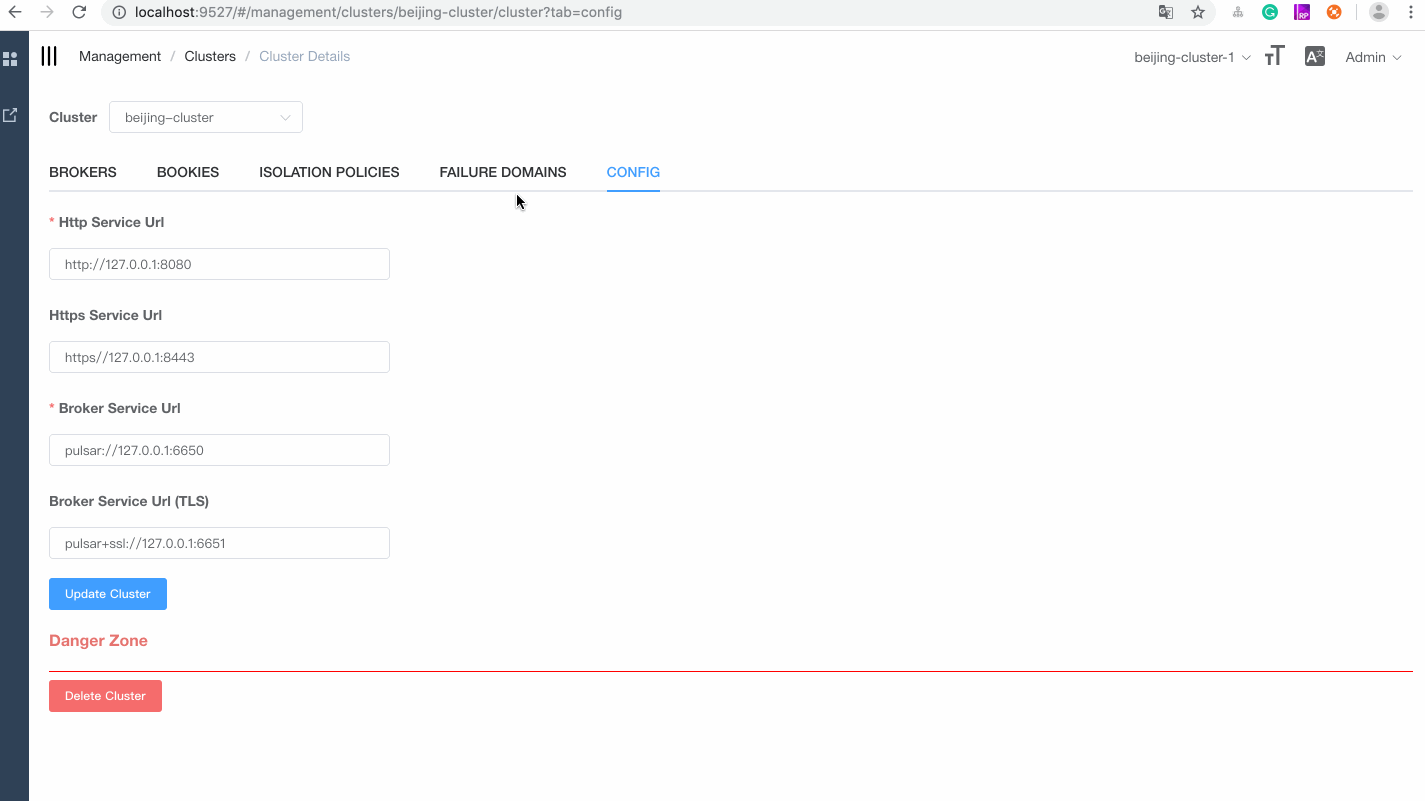 localhost:9527/#/management/clusters/beijing-cluster/cluster?tab=config
Management / Clusters / Cluster Details
beijing-cluster-1
Admin
Cluster
beijing-cluster
BROKERS BOOKIES ISOLATION POLICIES FAILURE DOMAINS CONFIG
* Http Service Url
http://127.0.0.1:8080
Https Service Url
https//127.0.0.1:8443
* Broker Service Url
pulsar://127.0.0.1:6650
Broker Service Url (TLS)
pulsar+ssl://127.0.0.1:6651
Update Cluster
Danger Zone
Delete Cluster